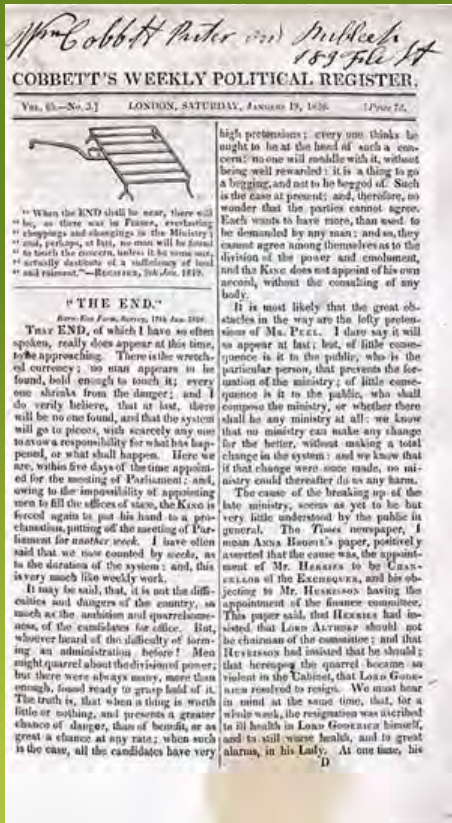 Wm Cobbett Printer and Publisher
183 Fleet St
COBBETT'S WEEKLY POLITICAL REGISTER.
VOL. 65.—No. 3.] LONDON, SATURDAY, JANUARY 19, 1828. [Price 7d.
" When the END shall be near, there will
" be, as there was in France, everlasting
" choppings and changings in the Ministry;
" and, perhaps, at last, no man will be found
" to touch the concern, unless it be some one,
" actually destitute of a sufficiency of food
" and raiment."—REGISTER, 9th Jan. 1819.
"THE END."
Barn-Elm Farm, Surrey, 17th Jan. 1828.
THAT END, of which I have so often
spoken, really does appear at this time,
to be approaching. There is the wretch-
ed currency; no man appears to be
found, bold enough to touch it; every
one shrinks from the danger; and I
do verily believe, that at last, there
will be no one found, and that the system
will go to pieces, with scarcely any one
to avow a responsibility for what has hap-
pened, or what shall happen. Here we
are, within five days of the time appoint-
ed for the meeting of Parliament; and,
owing to the impossibility of appointing
men to fill the offices of state, the KING is
forced again to put his hand to a pro-
clamation, putting off the meeting of Par-
liament for another week. I have often
said that we now counted by weeks, as
to the duration of the system: and, this
is very much like weekly work.
It may be said, that, it is not the diffi-
culties and dangers of the country, so
much as the ambition and quarrelsome-
ness, of the candidates for office. But,
whoever heard of the difficulty of form-
ing an administration before! Men
might quarrel about the division of power;
but there were always many, more than
enough, found ready to grasp hold of it.
The truth is, that when a thing is worth
little or nothing, and presents a greater
chance of danger, than of benefit, or as
great a chance at any rate; when such
is the case, all the candidates have very
high pretensions; every one thinks he
ought to be at the head of such a con-
cern: no one will meddle with it, without
being well rewarded: it is a thing to go
a begging, and not to be begged of. Such
is the case at present; and, therefore, no
wonder that the parties cannot agree.
Each wants to have more, than used to
be demanded by any man; and so, they
cannot agree among themselves as to the
division of the power and emolument,
and the KING does not appoint of his own
accord, without the consulting of any
body.
It is most likely that the great ob-
stacles in the way are the lofty preten-
sions of MR. PEEL. I dare say it will
so appear at last; but, of little conse-
quence is it to the public, who is the
particular person, that prevents the for-
mation of the ministry; of little conse-
quence is it to the public, who shall
compose the ministry, or whether there
shall be any ministry at all: we know
that no ministry can make any change
for the better, without making a total
change in the system: and we know that
if that change were once made, no mi-
nistry could thereafter do us any harm.
The cause of the breaking up of the
late ministry, seems as yet to be but
very little understood by the public in
general. The Times newspaper, I
mean ANNA BRODIE's paper, positively
asserted that the cause was, the appoint-
ment of Mr. HERRIES to be CHAN-
CELLOR of the EXCHEQUER, and his ob-
jecting to Mr. HUSKISSON having the
appointment of the finance committee.
This paper said, that HERRIES had in-
sisted that LORD ALTHORP should not
be chairman of the committee; and that
HUSKISSON had insisted that he should;
that hereupon the quarrel became so
violent in the Cabinet, that LORD GODE-
RICH resolved to resign. We must bear
in mind at the same time, that, for a
whole week, the resignation was ascribed
to ill health in LORD GODERICH himself,
and to still worse health, and to great
alarms, in his Lady. At one time, his
D